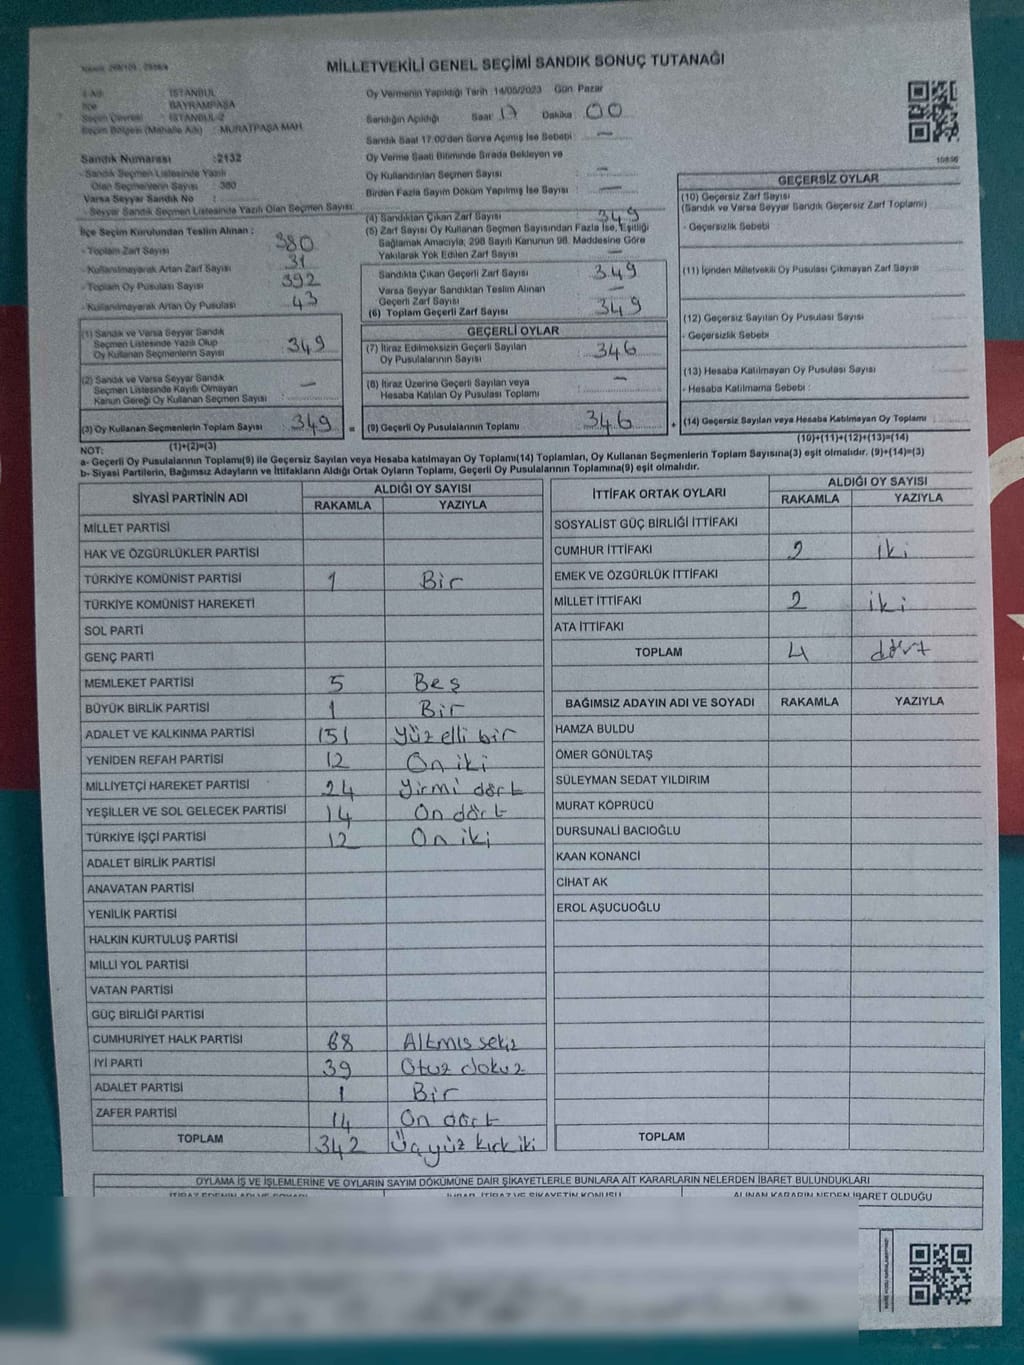 MİLLETVEKİLİ GENEL SEÇİMİ SANDIK SONUÇ TUTANAĞI
İSTANBUL
İlçe BAYRAMPAŞA
Seçim Çevresi İSTANBUL-2
Seçim Bölgesi (Mahalle Adı) : MURATPAŞA MAH.
Sandık Numarası :2132
Sandık Seçmen Listesinde Yazılı
Olan Seçmenlerin Sayısı : 380
Varsa Seyyar Sandık No :
- Seyyar Sandık Seçmen Listesinde Yazılı Olan Seçmen Sayısı:
Oy Vermenin Yapıldığı Tarih :14/05/2023 Gün Pazar
Sandığın Açıldığı Saat : 17 Dakika : 00
Sandık Saat 17.00'den Sonra Açımış İse Sebebi : —
Oy Verme Saati Bitiminde Sırada Bekleyen ve
Oy Kullandırılan Seçmen Sayısı : —
Birden Fazla Sayım Döküm Yapılmış İse Sayısı : —
İlçe Seçim Kurulundan Teslim Alınan :
- Toplam Zarf Sayısı : 380
- Kullanılmayarak Artan Zarf Sayısı : 31
- Toplam Oy Pusulası Sayısı : 392
- Kullanılmayarak Artan Oy Pusulası : 43
(1) Sandık ve Varsa Seyyar Sandık
Seçmen Listesinde Yazılı Olup
Oy Kullanan Seçmenlerin Sayısı : 349
(2) Sandık ve Varsa Seyyar Sandık
Seçmen Listesinde Kayıtlı Olmayan
Kanun Gereği Oy Kullanan Seçmen Sayısı : —
(3) Oy Kullanan Seçmenlerin Toplam Sayısı : 349 =
(1)+(2)=(3)
(4) Sandıktan Çıkan Zarf Sayısı : 349
(5) Zarf Sayısı Oy Kullanan Seçmen Sayısından Fazla İse, Eşitliği
Sağlamak Amacıyla, 298 Sayılı Kanunun 98. Maddesine Göre
Yakılarak Yok Edilen Zarf Sayısı : —
Sandıkta Çıkan Geçerli Zarf Sayısı : 349
Varsa Seyyar Sandıktan Teslim Alınan
Geçerli Zarf Sayısı : —
(6) Toplam Geçerli Zarf Sayısı : 349
GEÇERLİ OYLAR
(7) İtiraz Edilmeksizin Geçerli Sayılan
Oy Pusulalarının Sayısı : 346
(8) İtiraz Üzerine Geçerli Sayılan veya
Hesaba Katılan Oy Pusulası Toplamı : —
(9) Geçerli Oy Pusulalarının Toplamı : 346 +
GEÇERSİZ OYLAR
(10) Geçersiz Zarf Sayısı
(Sandık ve Varsa Seyyar Sandık Geçersiz Zarf Toplamı) :
- Geçersizlik Sebebi
(11) İçinden Milletvekili Oy Pusulası Çıkmayan Zarf Sayısı
(12) Geçersiz Sayılan Oy Pusulası Sayısı :
- Geçersizlik Sebebi
(13) Hesaba Katılmayan Oy Pusulası Sayısı :
- Hesaba Katılmama Sebebi :
(14) Geçersiz Sayılan veya Hesaba Katılmayan Oy Toplamı :
(10)+(11)+(12)+(13)=(14)
NOT:
a- Geçerli Oy Pusulalarının Toplamı(9) ile Geçersiz Sayılan veya Hesaba katılmayan Oy Toplamı(14) Toplamları, Oy Kullanan Seçmenlerin Toplam Sayısına(3) eşit olmalıdır. (9)+(14)=(3)
b- Siyasi Partilerin, Bağımsız Adayların ve İttifakların Aldığı Ortak Oyların Toplamı, Geçerli Oy Pusulalarının Toplamına(9) eşit olmalıdır.
SİYASİ PARTİNİN ADI ALDIĞI OY SAYISI
RAKAMLA YAZIYLA
MİLLET PARTİSİ
HAK VE ÖZGÜRLÜKLER PARTİSİ
TÜRKİYE KOMÜNİST PARTİSİ 1 Bir
TÜRKİYE KOMÜNİST HAREKETİ
SOL PARTİ
GENÇ PARTİ
MEMLEKET PARTİSİ 5 Beş
BÜYÜK BİRLİK PARTİSİ 1 Bir
ADALET VE KALKINMA PARTİSİ 151 Yüz elli bir
YENİDEN REFAH PARTİSİ 12 On iki
MİLLİYETÇİ HAREKET PARTİSİ 24 Yirmi dört
YEŞİLLER VE SOL GELECEK PARTİSİ 14 On dört
TÜRKİYE İŞÇİ PARTİSİ 12 On iki
ADALET BİRLİK PARTİSİ
ANAVATAN PARTİSİ
YENİLİK PARTİSİ
HALKIN KURTULUŞ PARTİSİ
MİLLİ YOL PARTİSİ
VATAN PARTİSİ
GÜÇ BİRLİĞİ PARTİSİ
CUMHURİYET HALK PARTİSİ 68 Altmış sekiz
İYİ PARTİ 39 Otuz dokuz
ADALET PARTİSİ 1 Bir
ZAFER PARTİSİ 14 On dört
TOPLAM 342 Üçyüz kırk iki
İTTİFAK ORTAK OYLARI ALDIĞI OY SAYISI
RAKAMLA YAZIYLA
SOSYALİST GÜÇ BİRLİĞİ İTTİFAKI
CUMHUR İTTİFAKI 2 iki
EMEK VE ÖZGÜRLÜK İTTİFAKI
MİLLET İTTİFAKI 2 iki
ATA İTTİFAKI
TOPLAM 4 dört
BAĞIMSIZ ADAYIN ADI VE SOYADI RAKAMLA YAZIYLA
HAMZA BULDU
ÖMER GÖNÜLTAŞ
SÜLEYMAN SEDAT YILDIRIM
MURAT KÖPRÜCÜ
DURSUNALİ BACIOĞLU
KAAN KONANCİ
CİHAT AK
EROL AŞUCUOĞLU
TOPLAM
OYLAMA İŞ VE İŞLEMLERİNE VE OYLARIN SAYIM DÖKÜMÜNE DAİR ŞİKAYETLERLE BUNLARA AİT KARARLARIN NELERDEN İBARET BULUNDUKLARI
ALINAN KARARIN NEDEN İBARET OLDUĞU